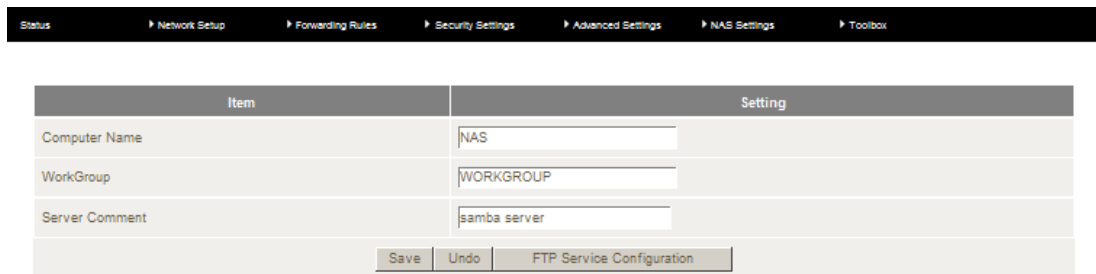 Status Network Setup Forwarding Rules Security Settings Advanced Settings NAS Settings Toolbox
Item Setting
Computer Name NAS
WorkGroup WORKGROUP
Server Comment samba server
Save Undo FTP Service Configuration